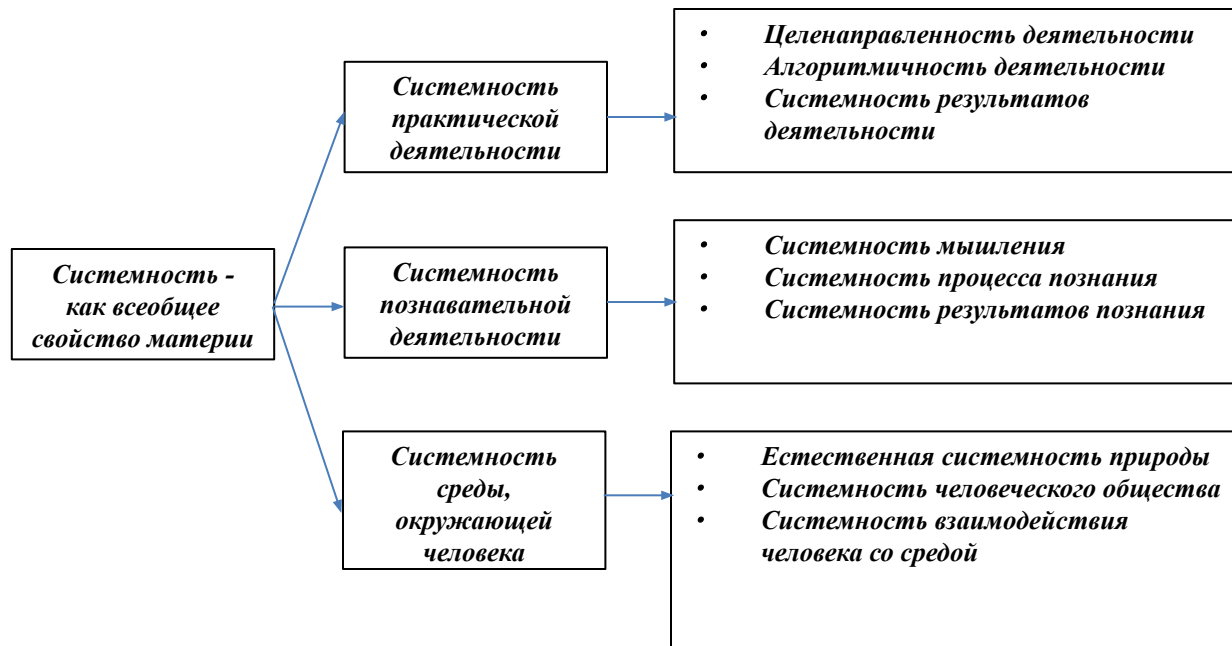 Системность -
как всеобщее
свойство материи
Системность
практической
деятельности
• Целенаправленность деятельности
• Алгоритмичность деятельности
• Системность результатов
деятельности
Системность
познавательной
деятельности
• Системность мышления
• Системность процесса познания
• Системность результатов познания
Системность
среды,
окружающей
человека
• Естественная системность природы
• Системность человеческого общества
• Системность взаимодействия
человека со средой